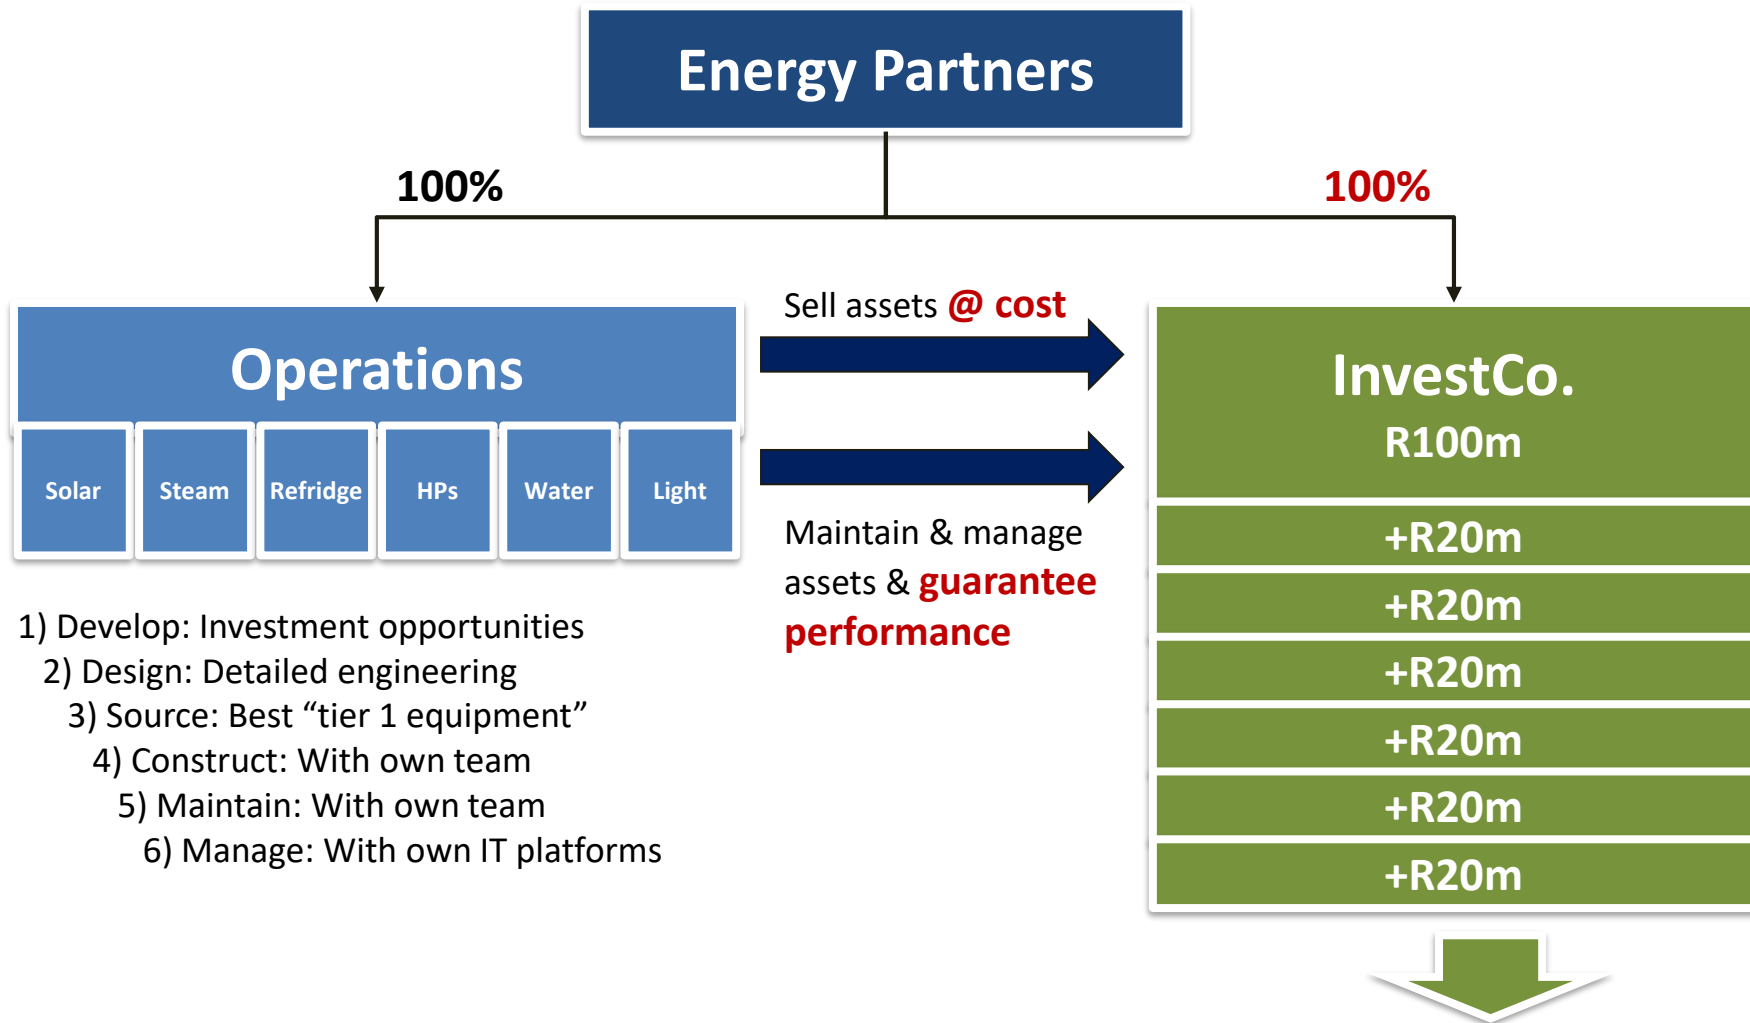 Energy Partners
100%
100%
Operations
Solar
Steam
Refridge
HPs
Water
Light
Sell assets @ cost
Maintain & manage
assets & guarantee
performance
InvestCo.
R100m
+R20m
+R20m
+R20m
+R20m
+R20m
+R20m
1) Develop: Investment opportunities
2) Design: Detailed engineering
3) Source: Best “tier 1 equipment”
4) Construct: With own team
5) Maintain: With own team
6) Manage: With own IT platforms